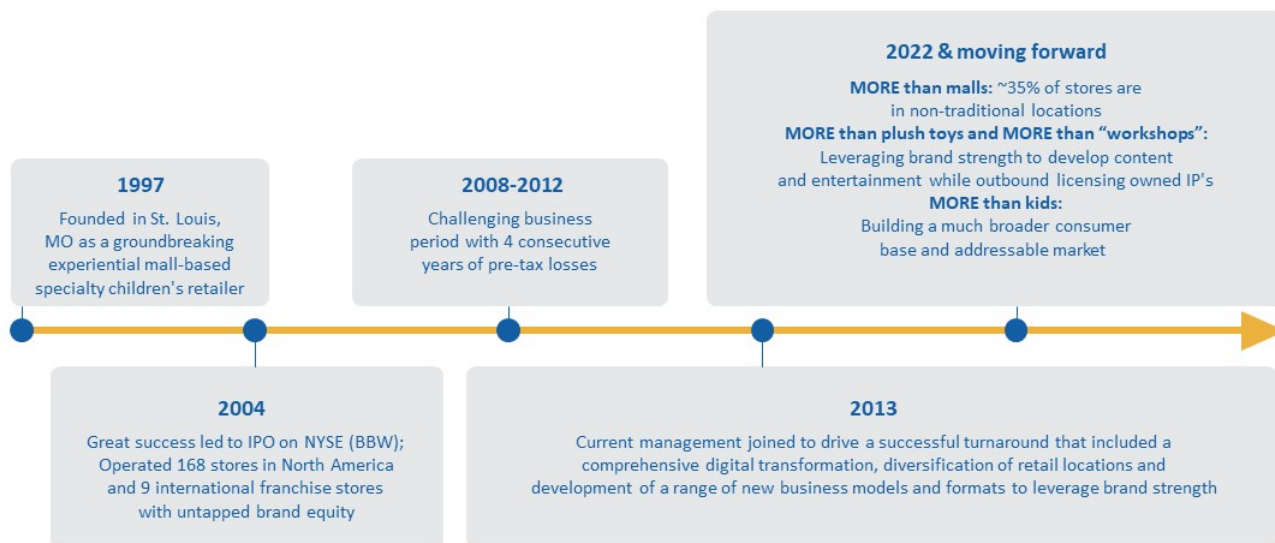 2022 & moving forward
MORE than malls: ~35% of stores are
in non-traditional locations
MORE than plush toys and MORE than “workshops”:
Leveraging brand strength to develop content
and entertainment while outbound licensing owned IP's
MORE than kids:
Building a much broader consumer
base and addressable market
1997
Founded in St. Louis,
MO as a groundbreaking
experiential mall-based
specialty children's retailer
2008-2012
Challenging business
period with 4 consecutive
years of pre-tax losses
2004
Great success led to IPO on NYSE (BBW);
Operated 168 stores in North America
and 9 international franchise stores
with untapped brand equity
2013
Current management joined to drive a successful turnaround that included a
comprehensive digital transformation, diversification of retail locations and
development of a range of new business models and formats to leverage brand strength